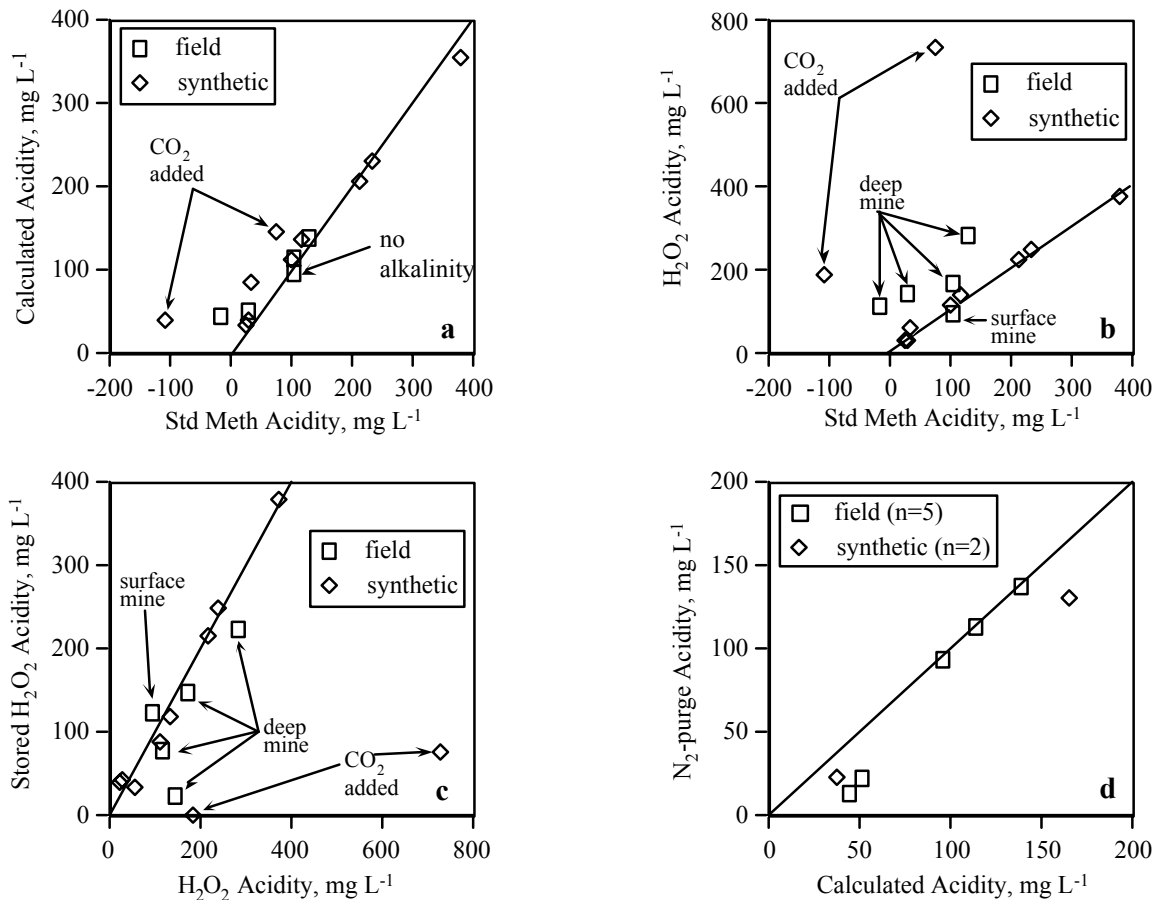 400
300
200
100
0
Calculated Acidity, mg L⁻¹
field
synthetic
CO₂
added
no
alkalinity
a
-200 -100 0 100 200 300 400
Std Meth Acidity, mg L⁻¹
800
600
400
200
0
H₂O₂ Acidity, mg L⁻¹
CO₂
added
field
synthetic
deep
mine
surface
mine
b
-200 -100 0 100 200 300 400
Std Meth Acidity, mg L⁻¹
400
300
200
100
0
Stored H₂O₂ Acidity, mg L⁻¹
field
synthetic
surface
mine
deep
mine
CO₂
added
c
0 200 400 600 800
H₂O₂ Acidity, mg L⁻¹
200
150
100
50
0
N₂-purge Acidity, mg L⁻¹
field (n=5)
synthetic (n=2)
d
0 50 100 150 200
Calculated Acidity, mg L⁻¹